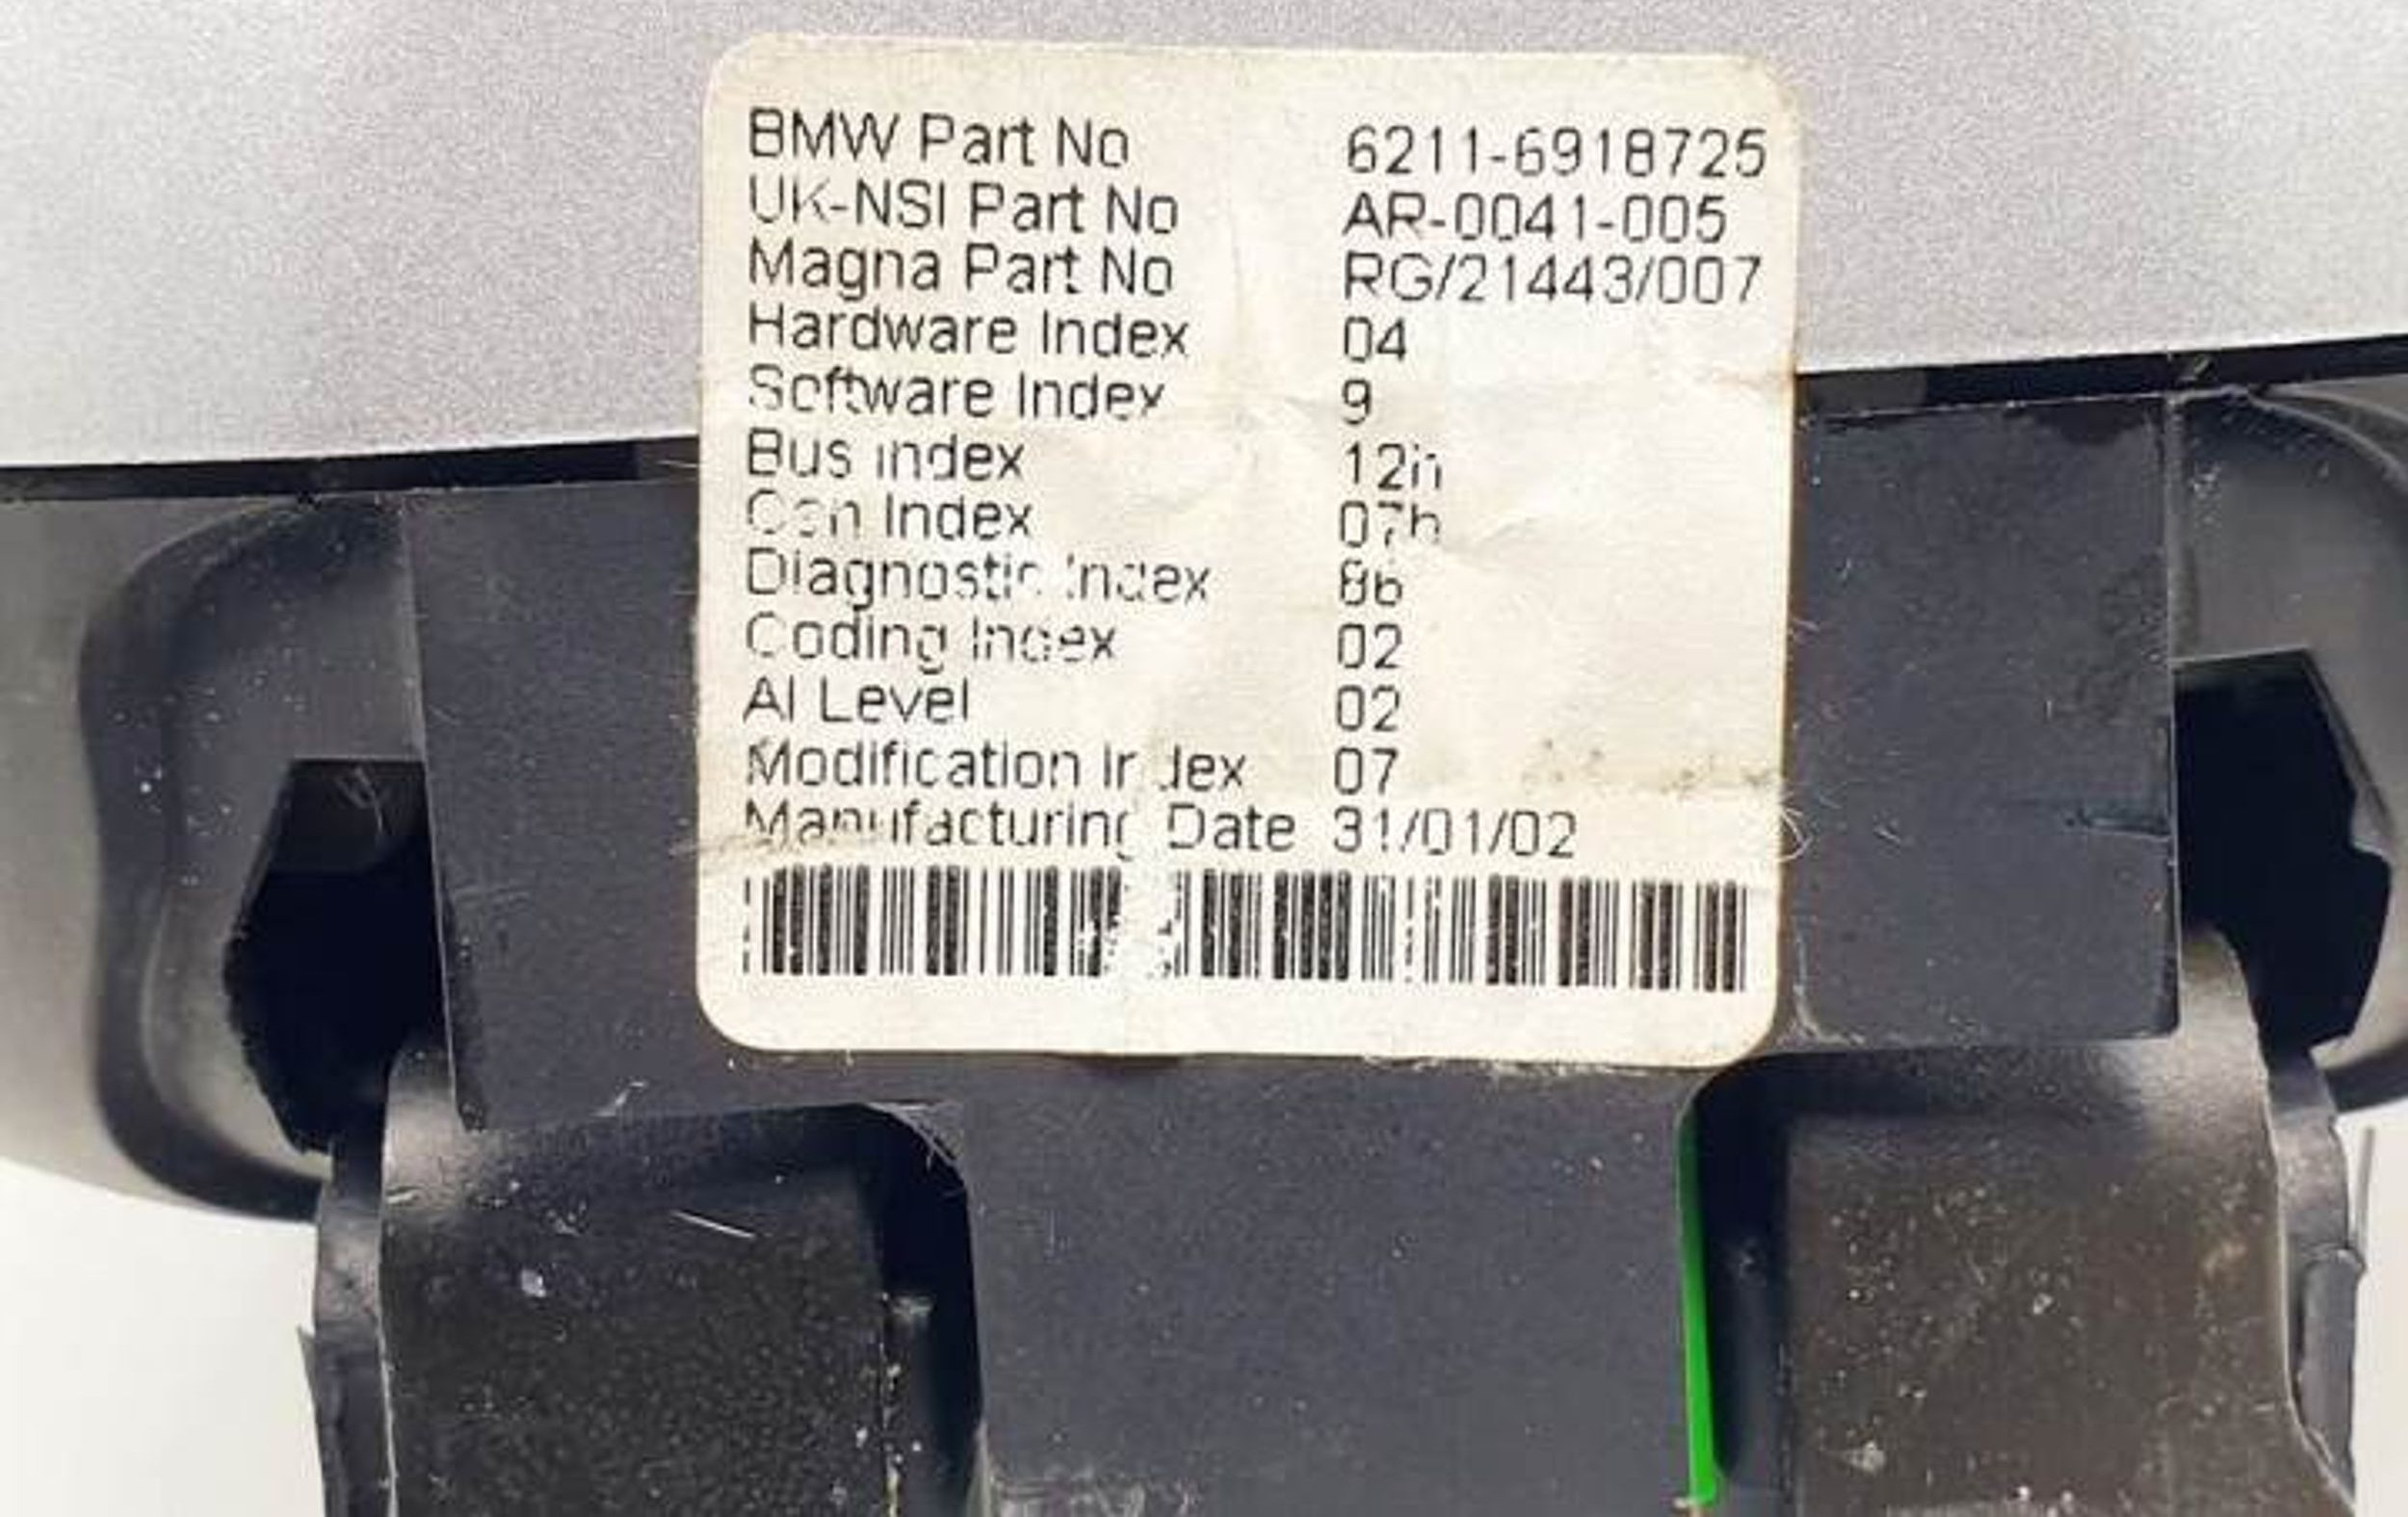 BMW Part No 6211-6918725
UK-NSI Part No AR-0041-005
Magna Part No RG/21443/007
Hardware Index 04
Software Index 9
Bus index 12h
Can Index 07h
Diagnostic Index 86
Coding Index 02
AI Level 02
Modification Index 07
Manufacturing Date 31/01/02